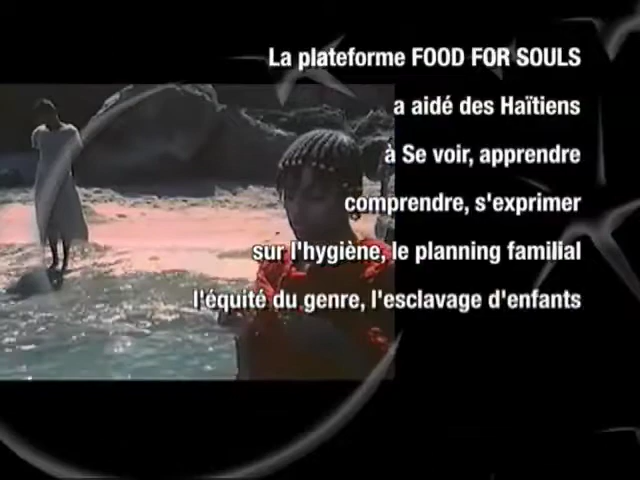 La plateforme FOOD FOR SOULS
a aidé des Haïtiens
à Se voir, apprendre
comprendre, s'exprimer
sur l'hygiène, le planning familial
l'équité du genre, l'esclavage d'enfants